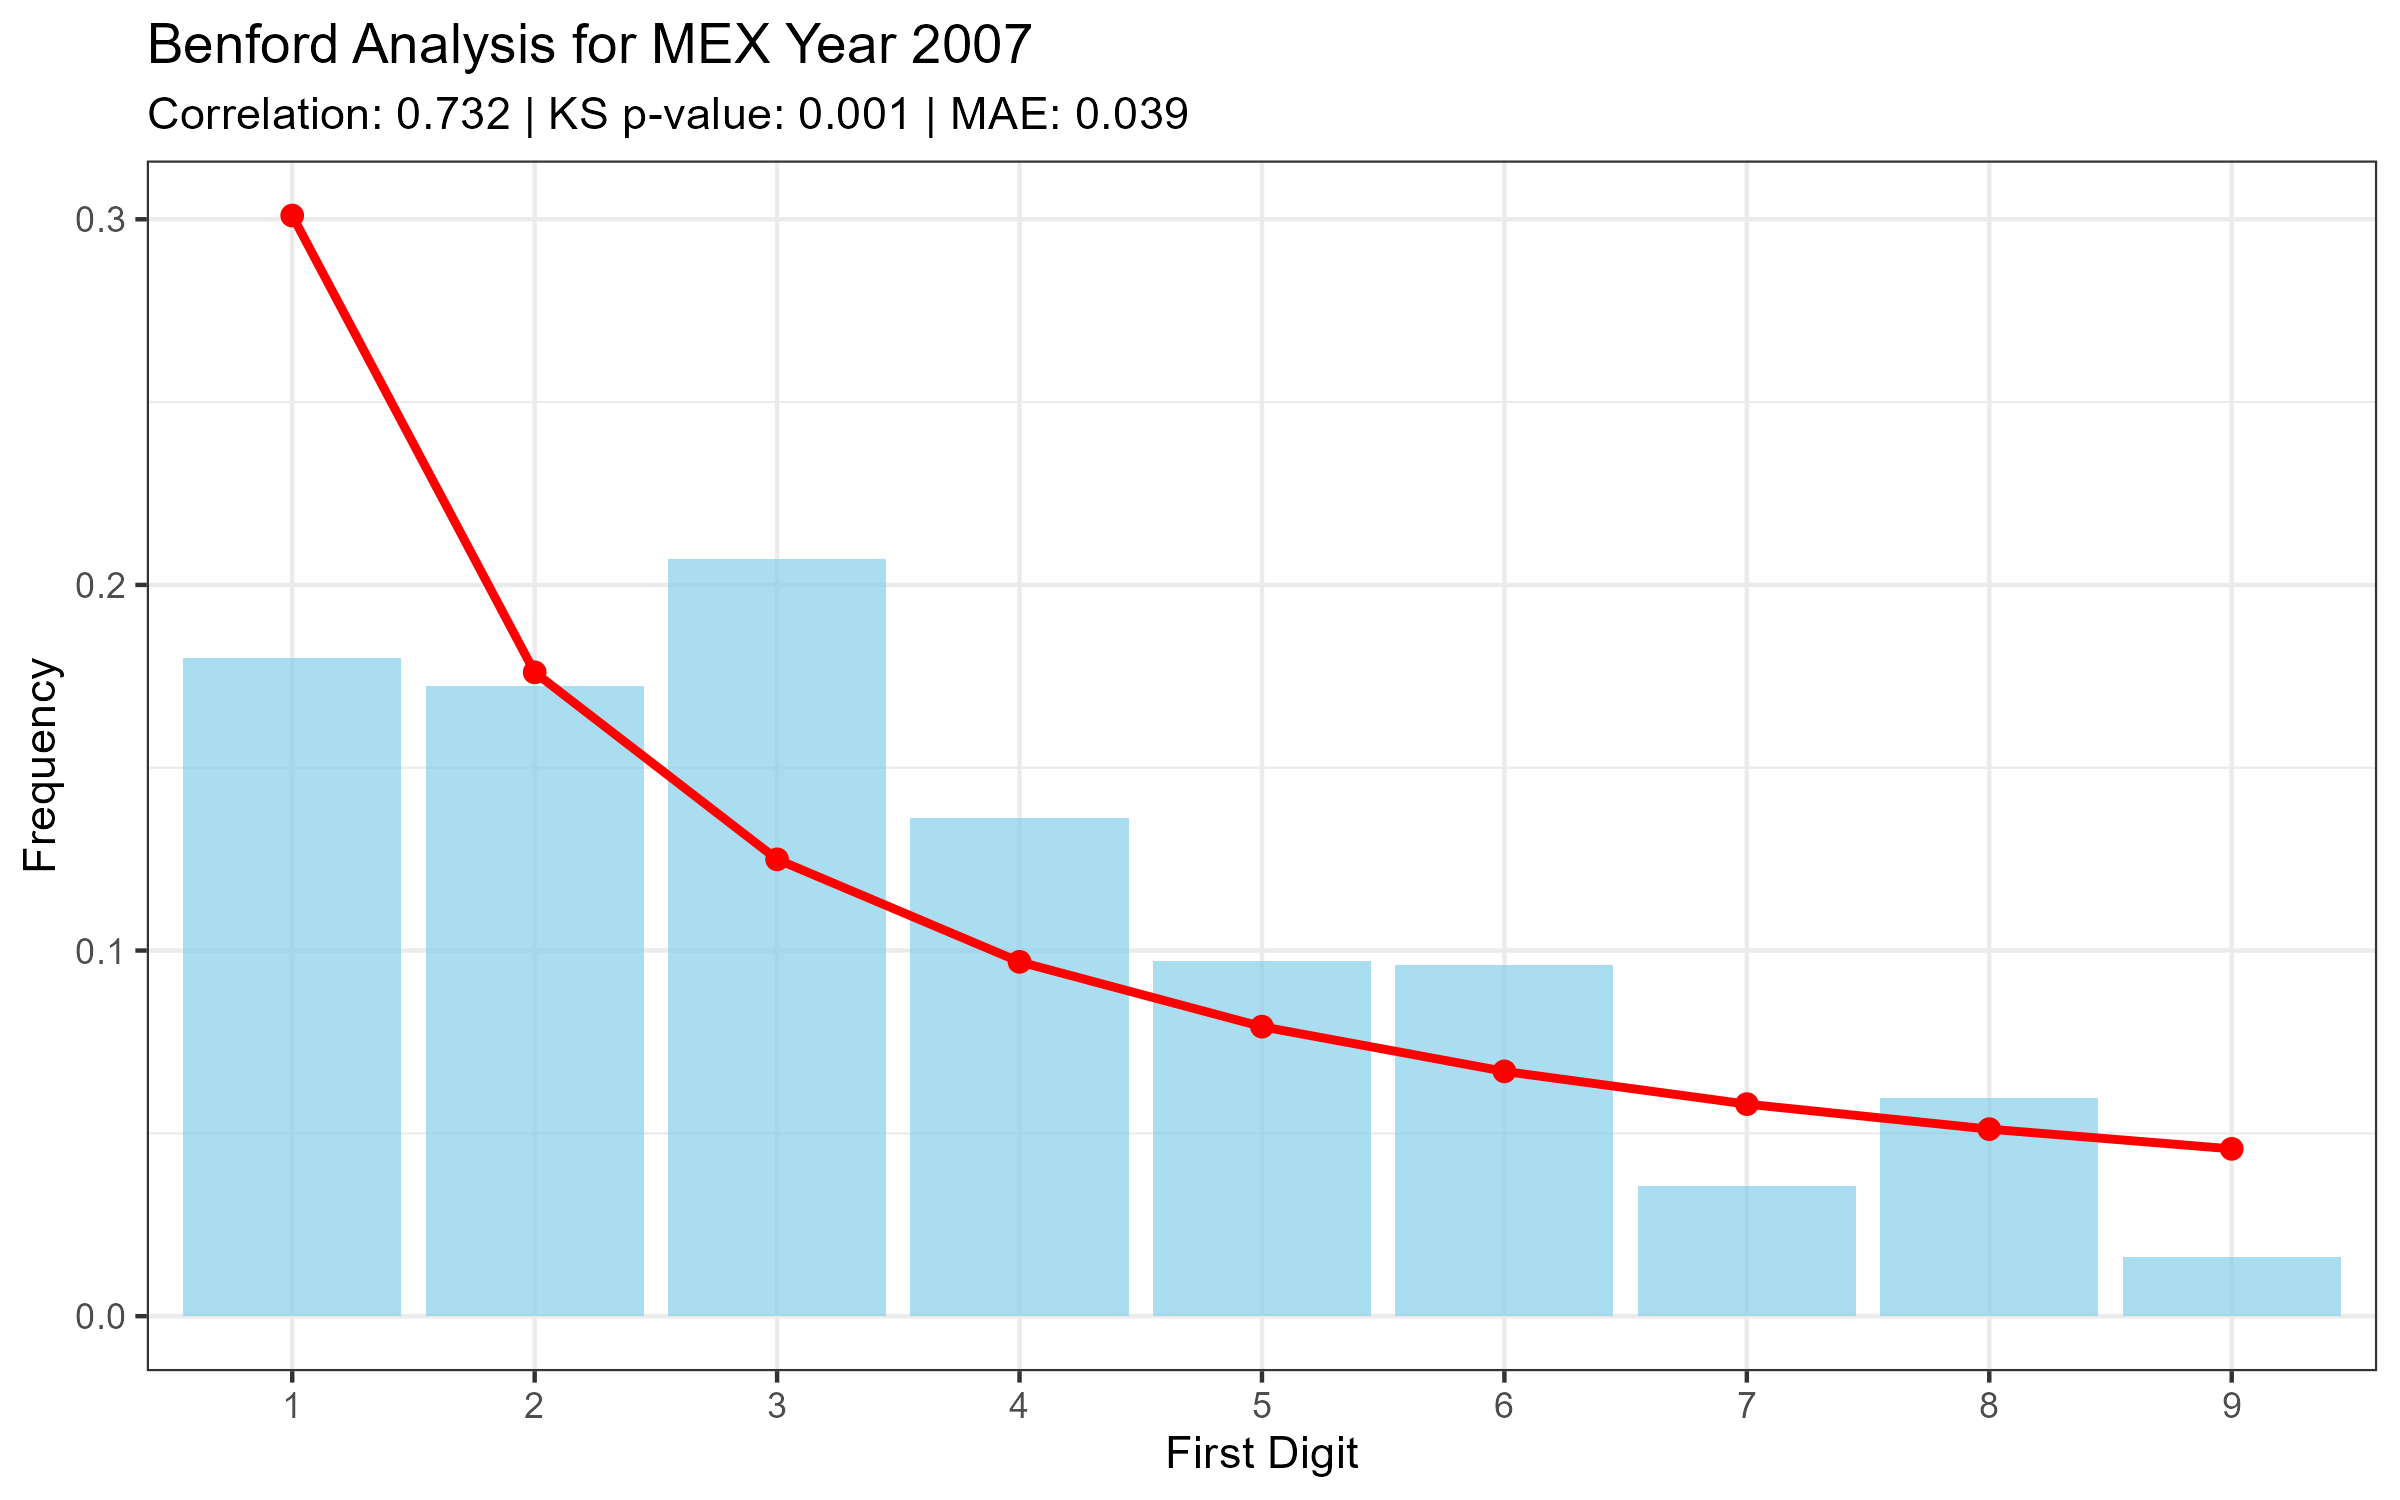 Benford Analysis for MEX Year 2007
Correlation: 0.732 | KS p-value: 0.001 | MAE: 0.039
Frequency
0.3
0.2
0.1
0.0
1 2 3 4 5 6 7 8 9
First Digit